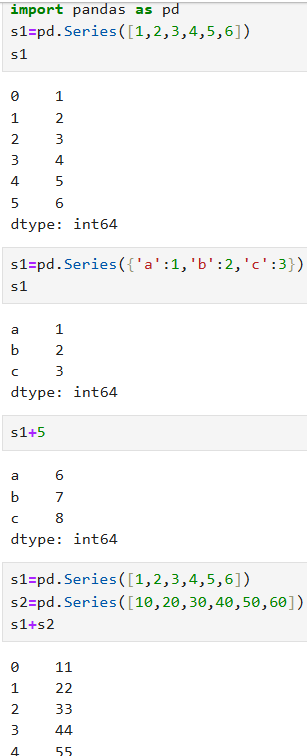 import pandas as pd
s1=pd.Series([1,2,3,4,5,6])
s1
0    1
1    2
2    3
3    4
4    5
5    6
dtype: int64
s1=pd.Series({'a':1,'b':2,'c':3})
s1
a    1
b    2
c    3
dtype: int64
s1+5
a    6
b    7
c    8
dtype: int64
s1=pd.Series([1,2,3,4,5,6])
s2=pd.Series([10,20,30,40,50,60])
s1+s2
0    11
1    22
2    33
3    44
4    55